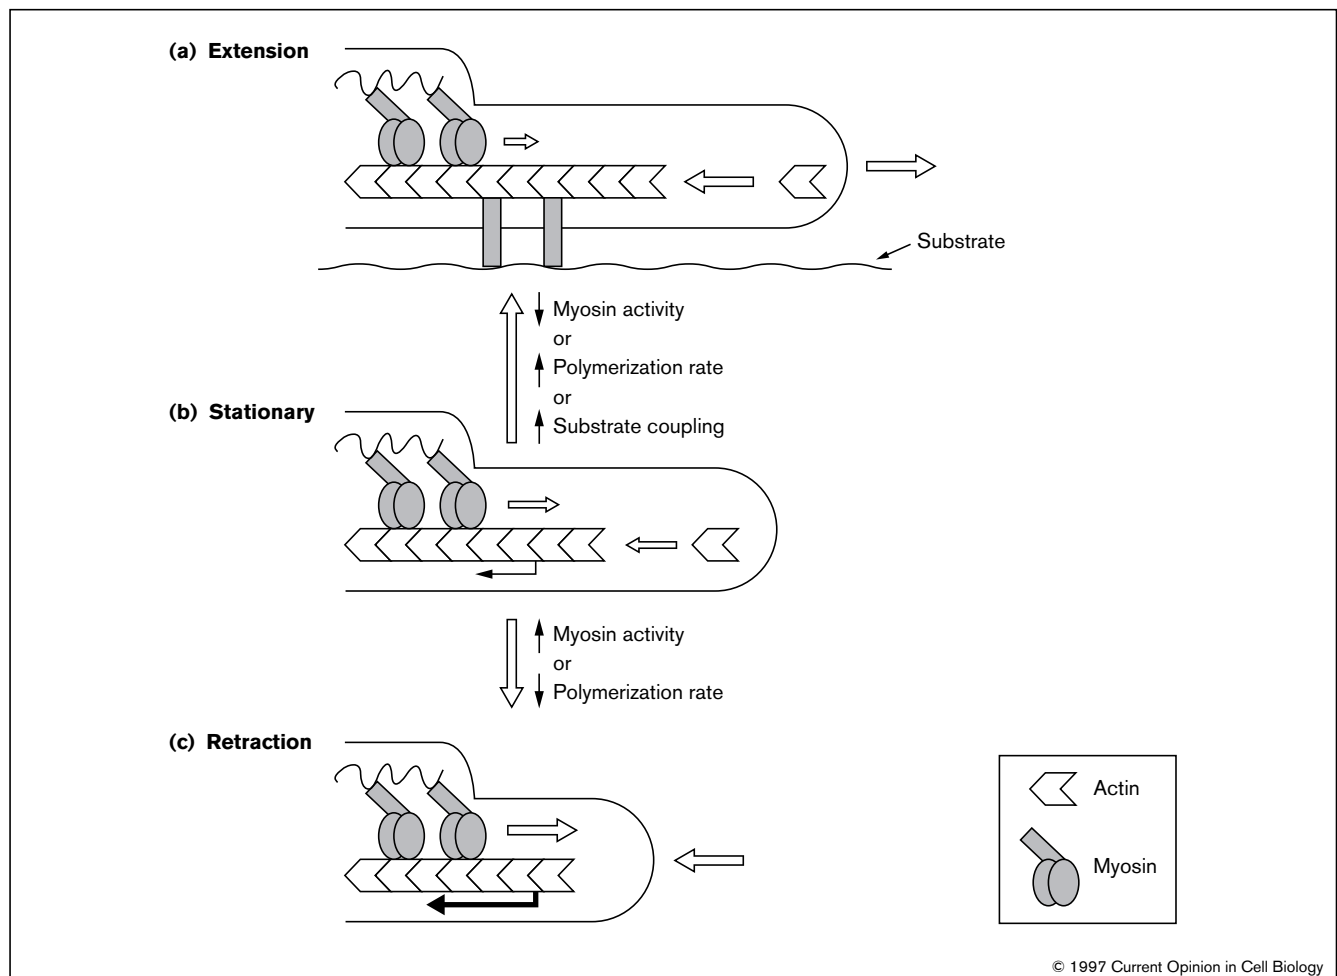 (a) Extension
Substrate
Myosin activity
or
Polymerization rate
or
Substrate coupling
(b) Stationary
Myosin activity
or
Polymerization rate
(c) Retraction
Actin
Myosin
© 1997 Current Opinion in Cell Biology